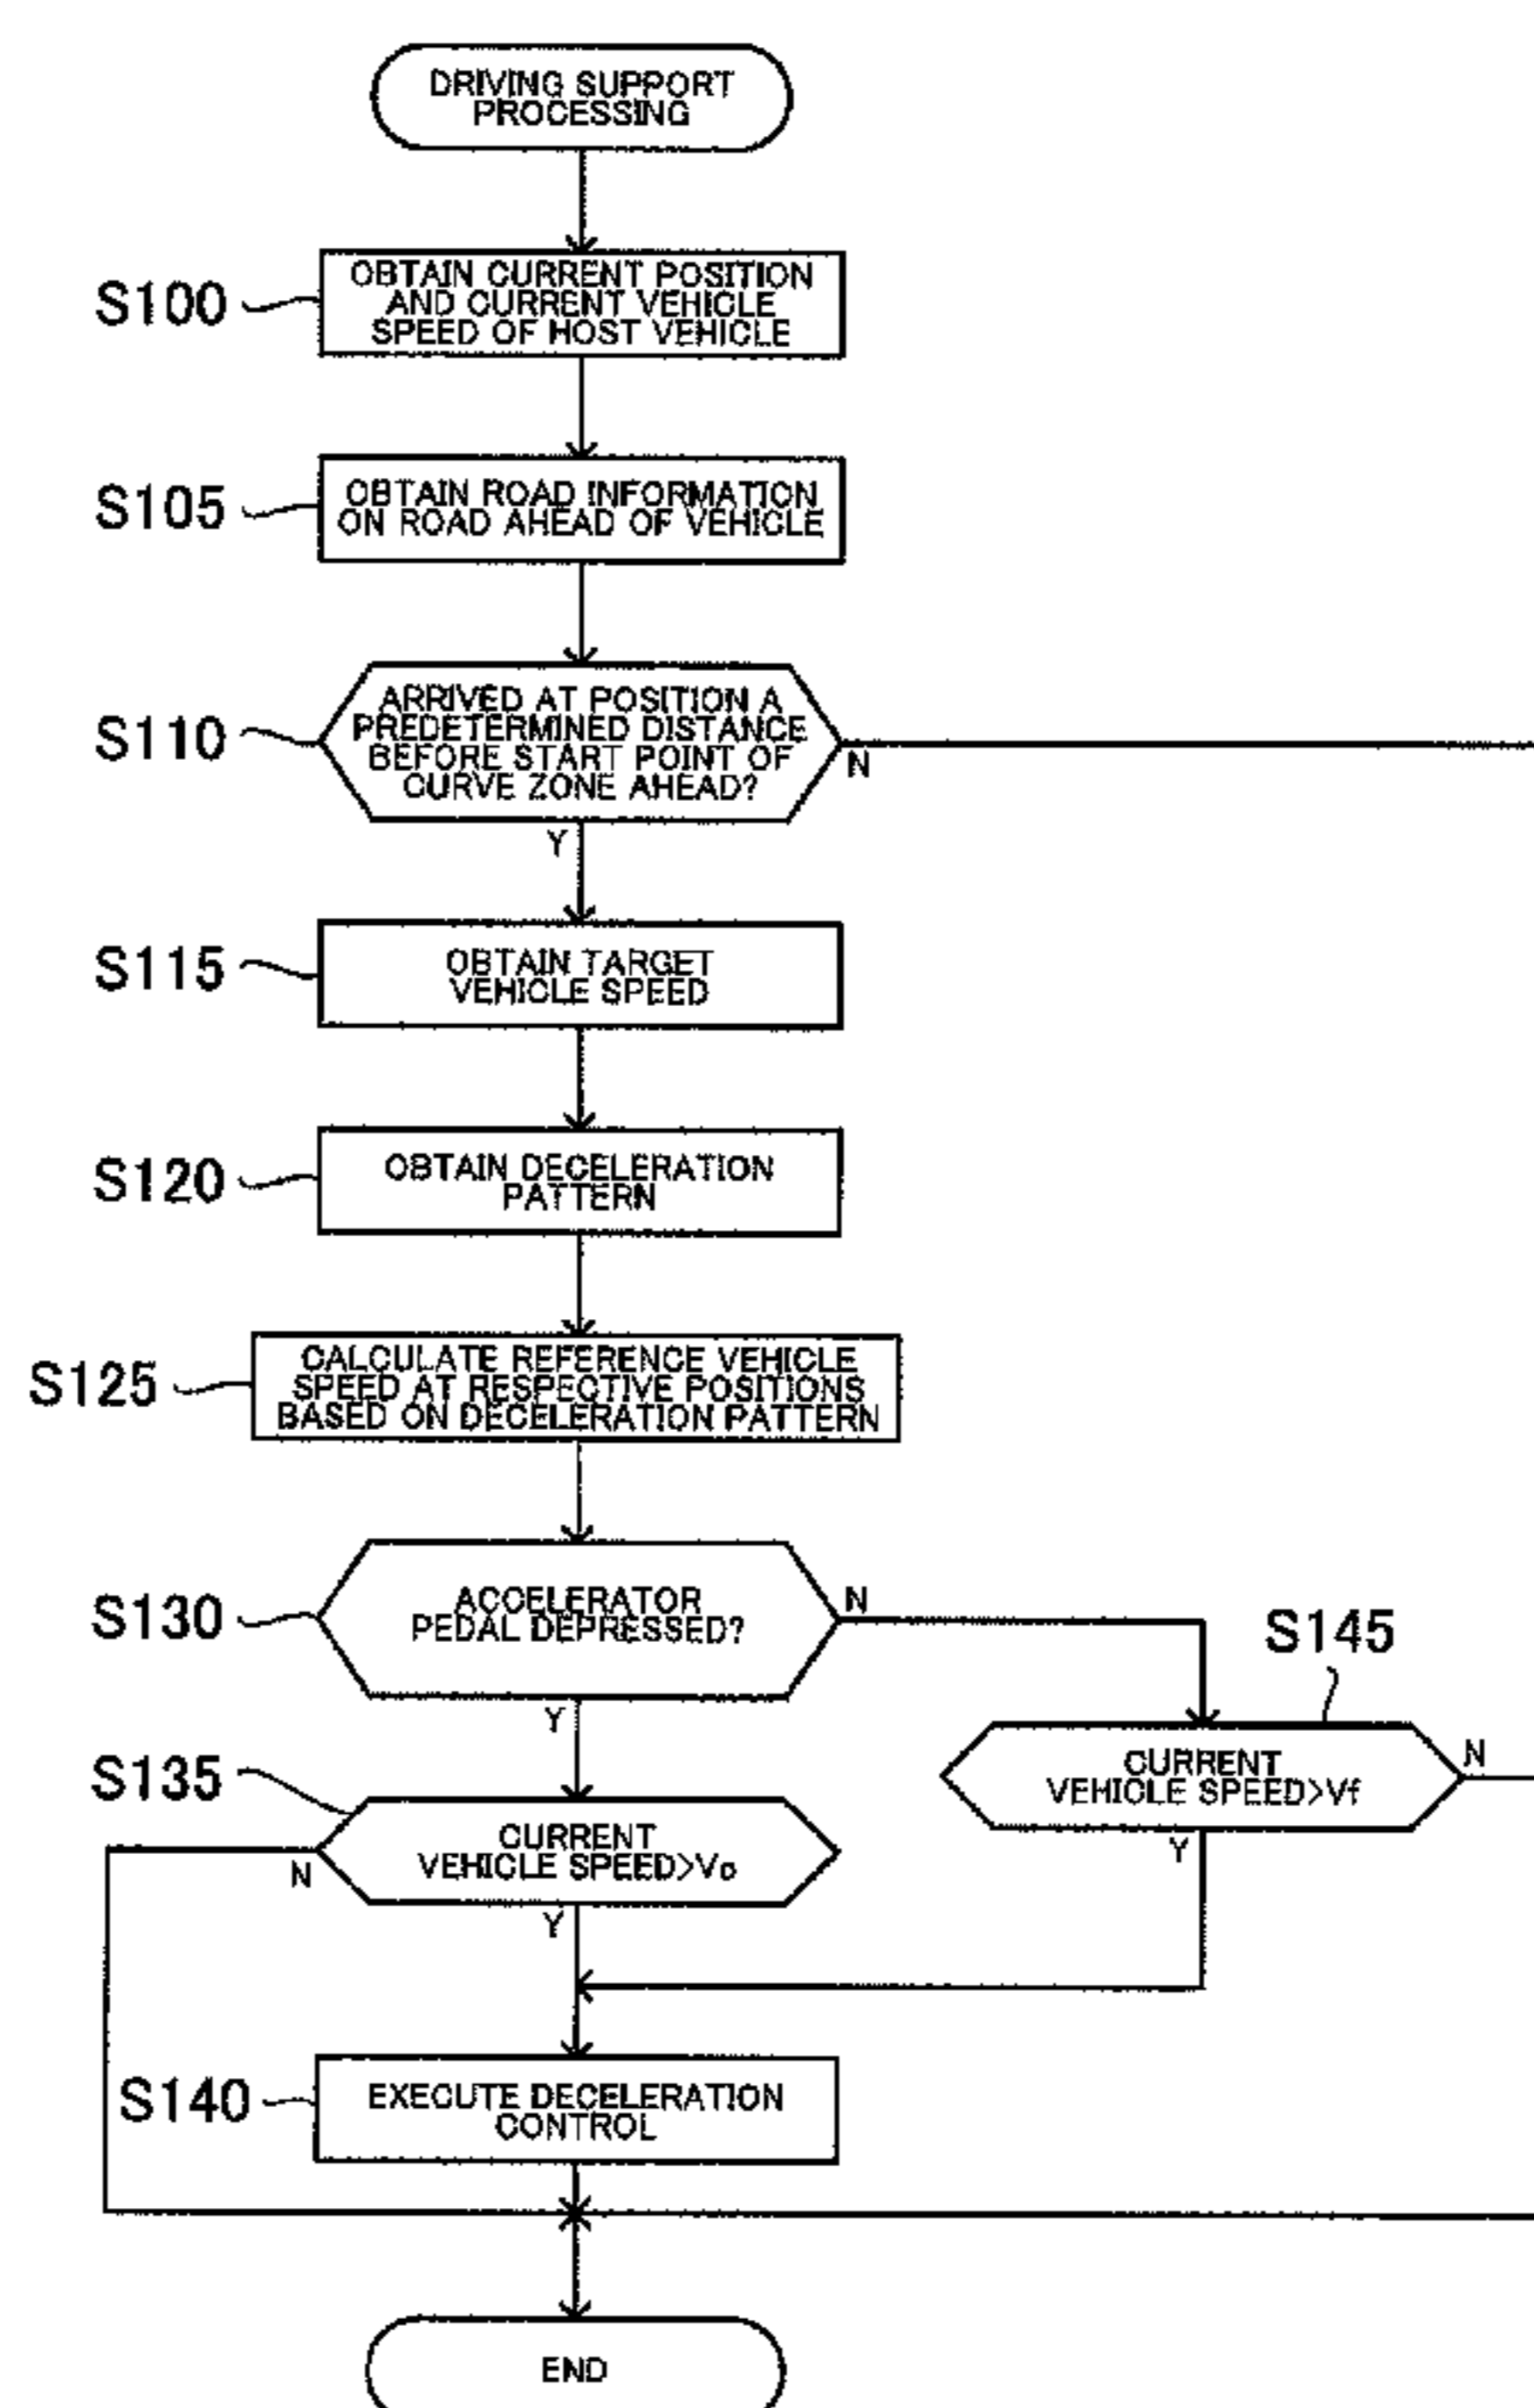 DRIVING SUPPORT
PROCESSING
S100
OBTAIN CURRENT POSITION
AND CURRENT VEHICLE
SPEED OF HOST VEHICLE
S105
OBTAIN ROAD INFORMATION
ON ROAD AHEAD OF VEHICLE
S110
ARRIVED AT POSITION A
PREDETERMINED DISTANCE
BEFORE START POINT OF
CURVE ZONE AHEAD?
N
Y
S115
OBTAIN TARGET
VEHICLE SPEED
S120
OBTAIN DECELERATION
PATTERN
S125
CALCULATE REFERENCE VEHICLE
SPEED AT RESPECTIVE POSITIONS
BASED ON DECELERATION PATTERN
S130
ACCELERATOR
PEDAL DEPRESSED?
N
Y
S145
CURRENT
VEHICLE SPEED>Vf
N
Y
S135
CURRENT
VEHICLE SPEED>Vo
N
Y
S140
EXECUTE DECELERATION
CONTROL
END